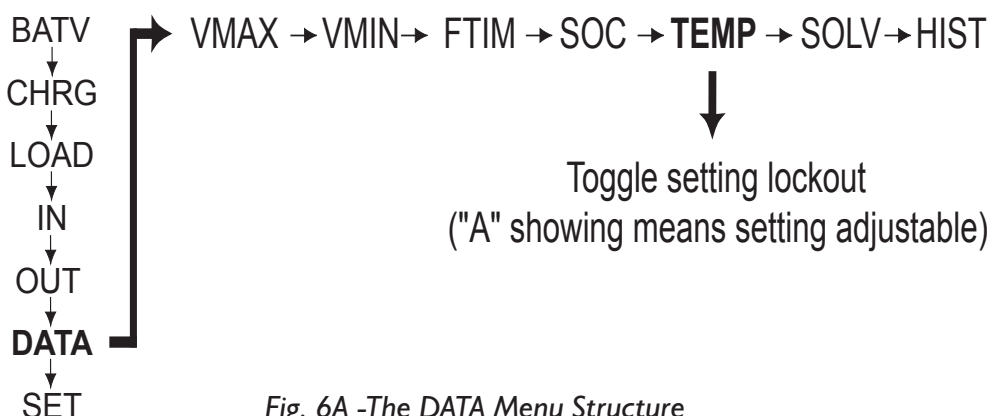 BATV
CHRG
LOAD
IN
OUT
DATA
SET
VMAX VMIN FTIM SOC TEMP SOLV HIST
Toggle setting lockout
("A" showing means setting adjustable)
Fig. 6A -The DATA Menu Structure